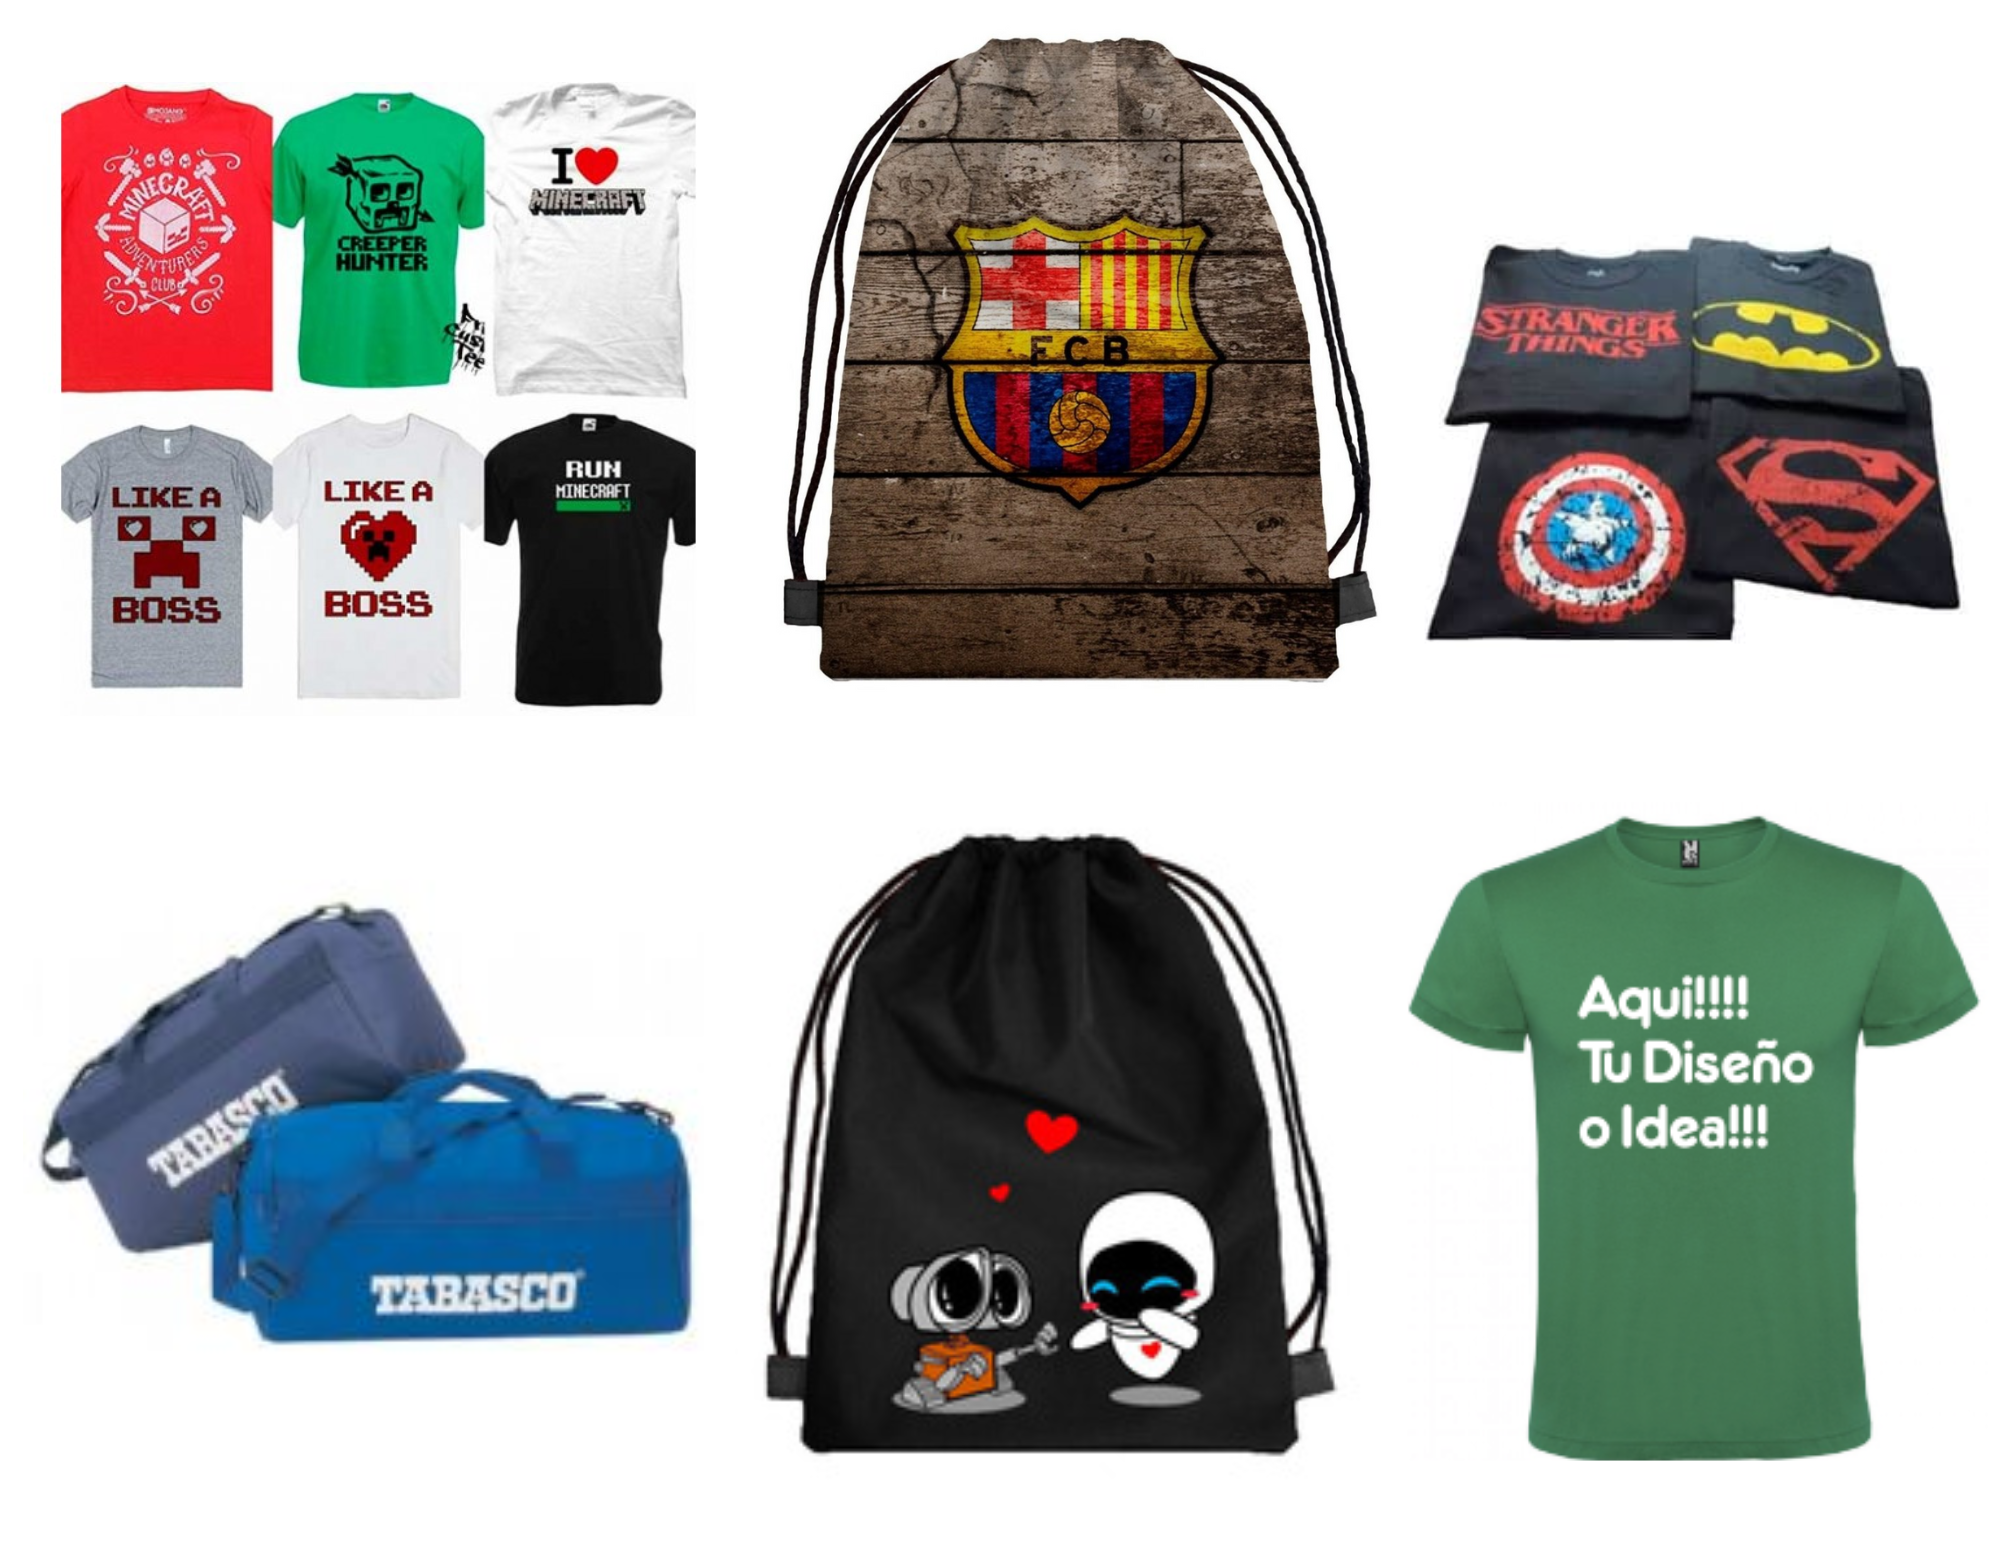 MOJANG
MINECRAFT
ADVENTURERS
CLUB
CREEPER
HUNTER
I
MINECRAFT
LIKE A
BOSS
LIKE A
BOSS
RUN
MINECRAFT
X
FCB
STRANGER
THINGS
TABASCO
TABASCO
Aqui!!!!
Tu Diseño
o Idea!!!